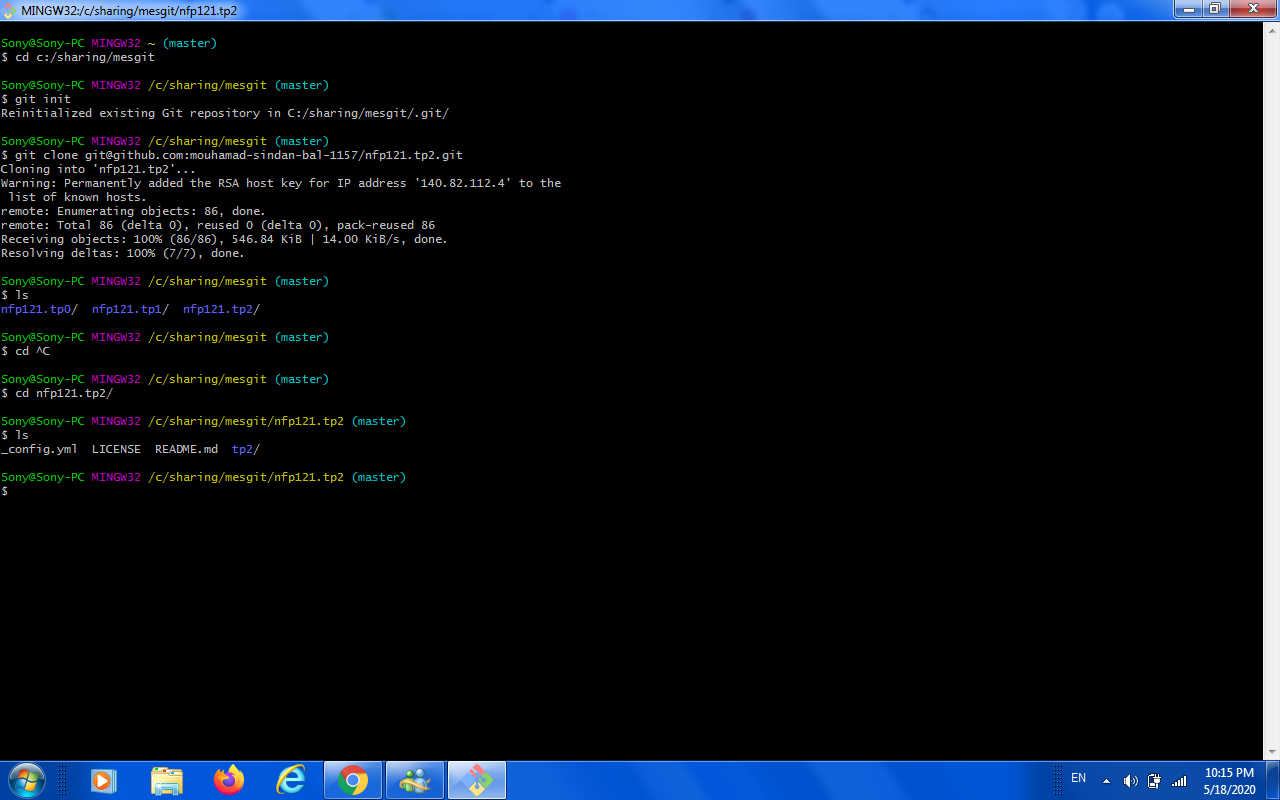 MINGW32:/c/sharing/mesgit/nfp121.tp2
Sony@Sony-PC MINGW32 ~ (master)
$ cd c:/sharing/mesgit
Sony@Sony-PC MINGW32 /c/sharing/mesgit (master)
$ git init
Reinitialized existing Git repository in C:/sharing/mesgit/.git/
Sony@Sony-PC MINGW32 /c/sharing/mesgit (master)
$ git clone git@github.com:mouhamad-sindan-bal-1157/nfp121.tp2.git
Cloning into 'nfp121.tp2'...
Warning: Permanently added the RSA host key for IP address '140.82.112.4' to the
 list of known hosts.
remote: Enumerating objects: 86, done.
remote: Total 86 (delta 0), reused 0 (delta 0), pack-reused 86
Receiving objects: 100% (86/86), 546.84 KiB | 14.00 KiB/s, done.
Resolving deltas: 100% (7/7), done.
Sony@Sony-PC MINGW32 /c/sharing/mesgit (master)
$ ls
nfp121.tp0/  nfp121.tp1/  nfp121.tp2/
Sony@Sony-PC MINGW32 /c/sharing/mesgit (master)
$ cd ^C
Sony@Sony-PC MINGW32 /c/sharing/mesgit (master)
$ cd nfp121.tp2/
Sony@Sony-PC MINGW32 /c/sharing/mesgit/nfp121.tp2 (master)
$ ls
_config.yml  LICENSE  README.md  tp2/
Sony@Sony-PC MINGW32 /c/sharing/mesgit/nfp121.tp2 (master)
$
EN
10:15 PM
5/18/2020